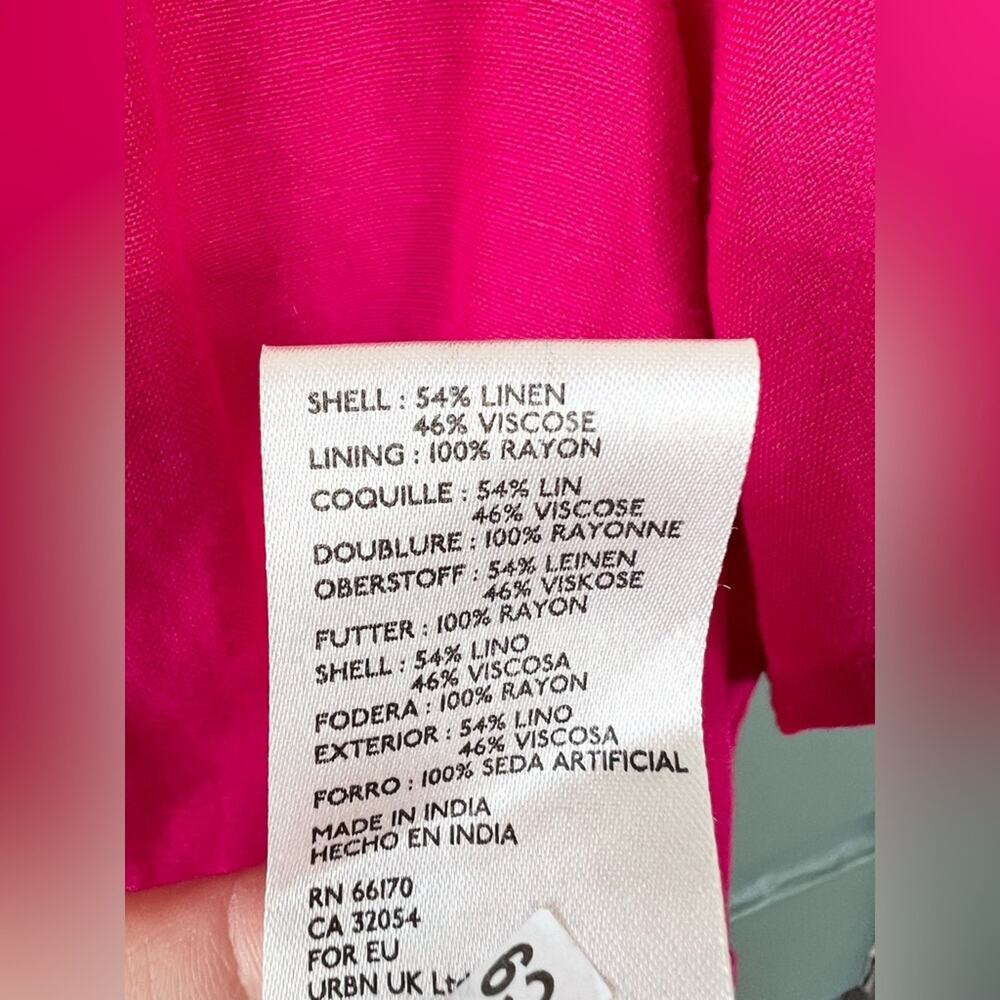 SHELL : 54% LINEN
46% VISCOSE
LINING : 100% RAYON
COQUILLE : 54% LIN
46% VISCOSE
DOUBLURE : 100% RAYONNE
OBERSTOFF : 54% LEINEN
46% VISKOSE
FUTTER : 100% RAYON
SHELL : 54% LINO
46% VISCOSA
FODERA : 100% RAYON
EXTERIOR : 54% LINO
46% VISCOSA
FORRO : 100% SEDA ARTIFICIAL
MADE IN INDIA
HECHO EN INDIA
RN 66170
CA 32054
FOR EU
URBN UK